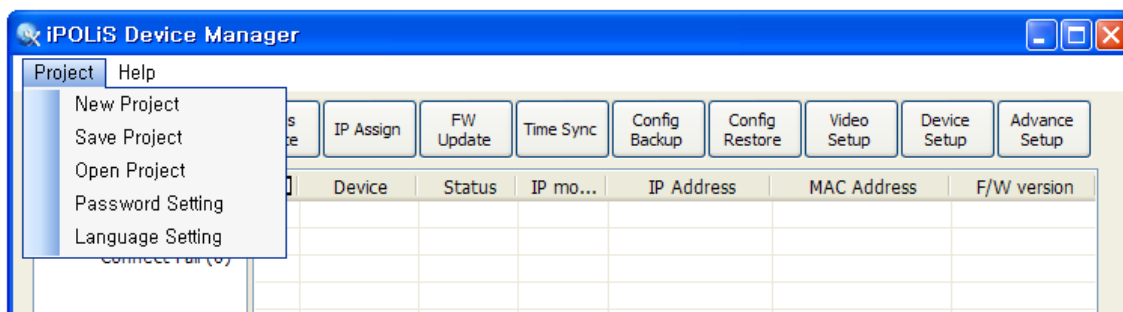 iPOLiS Device Manager
Project Help
New Project
Save Project
Open Project
Password Setting
Language Setting
IP Assign
FW
Update
Time Sync
Config
Backup
Config
Restore
Video
Setup
Device
Setup
Advance
Setup
Device Status IP mo... IP Address MAC Address F/W version